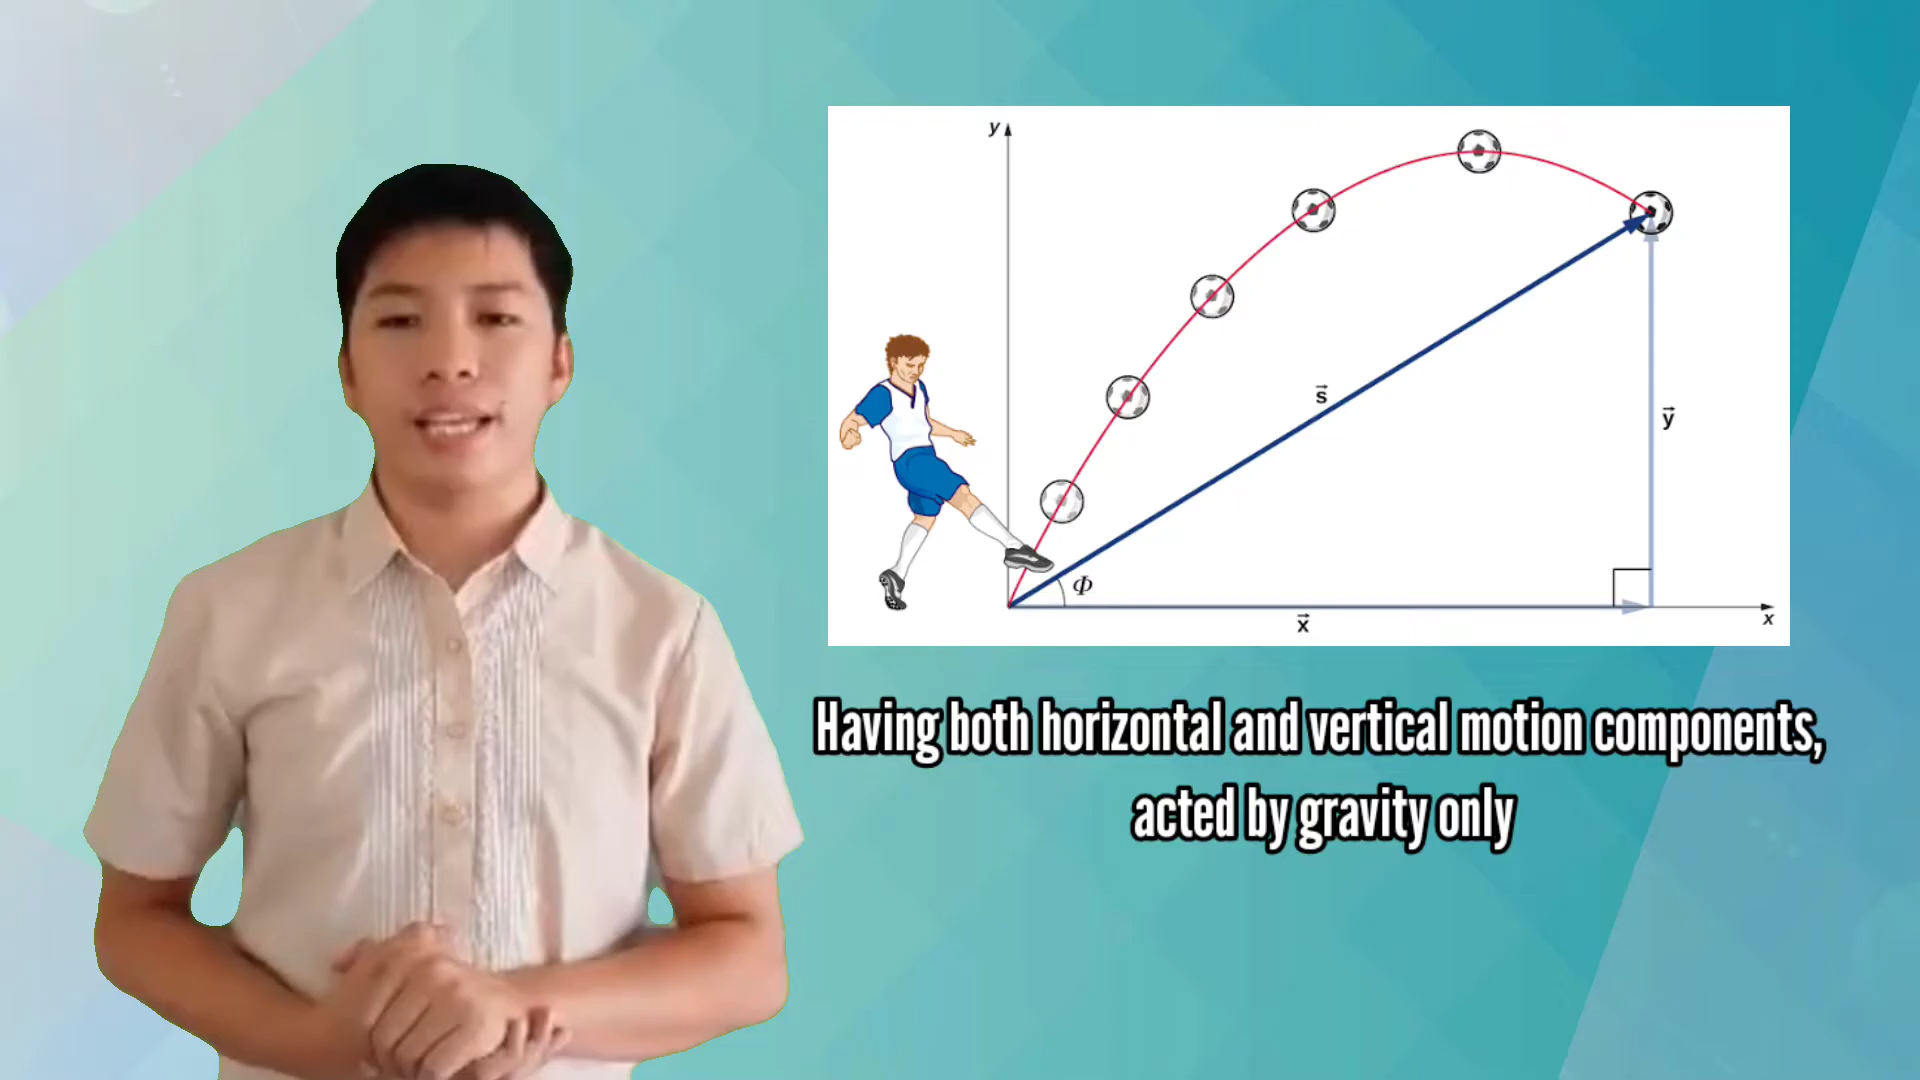 y
s⃗
y⃗
Φ
x⃗
x
Having both horizontal and vertical motion components,
acted by gravity only